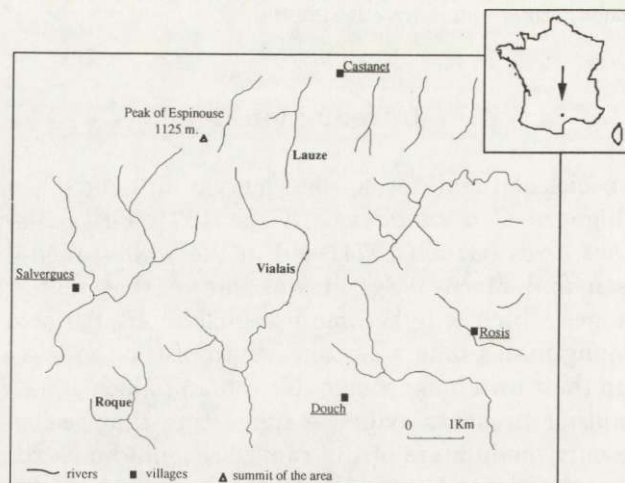 Castanet
Peak of Espinouse
1125 m.
Lauze
Salvergues
Vialais
Rosis
Roque
Douch
0 1Km
rivers villages summit of the area